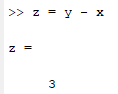 >> z = y - x
z =
3